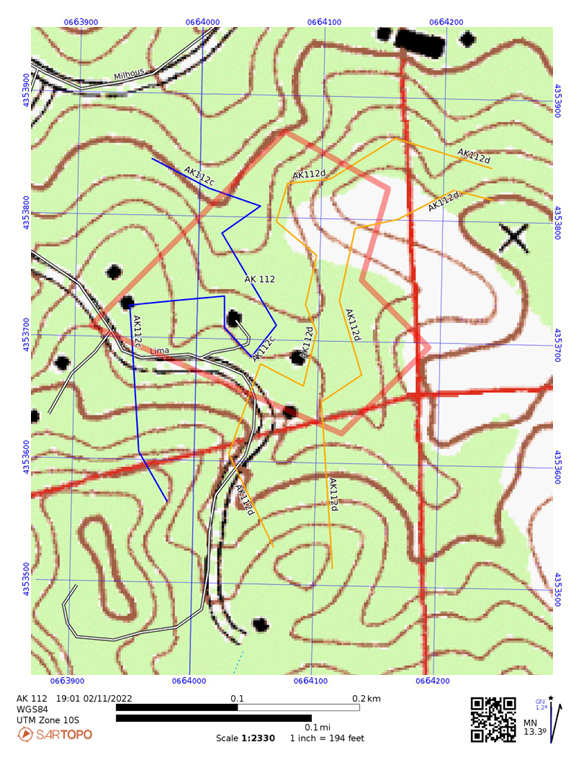 0663900 0664000 0664100 0664200
Milhous
4353900 4353900
AK112c AK112d AK112d
AK112d
4353800 4353800
AK 112
AK112c AK112c AK112d AK112d
4353700 4353700
Lima
4353600 4353600
AK112d AK112d
4353500 4353500
0663900 0664000 0664100 0664200
AK 112 19:01 02/11/2022
WGS84
UTM Zone 10S
SARTOPO
0.1 0.2 km
0.1 mi
Scale 1:2330 1 inch = 194 feet
GN
1.2°
MN
13.3°